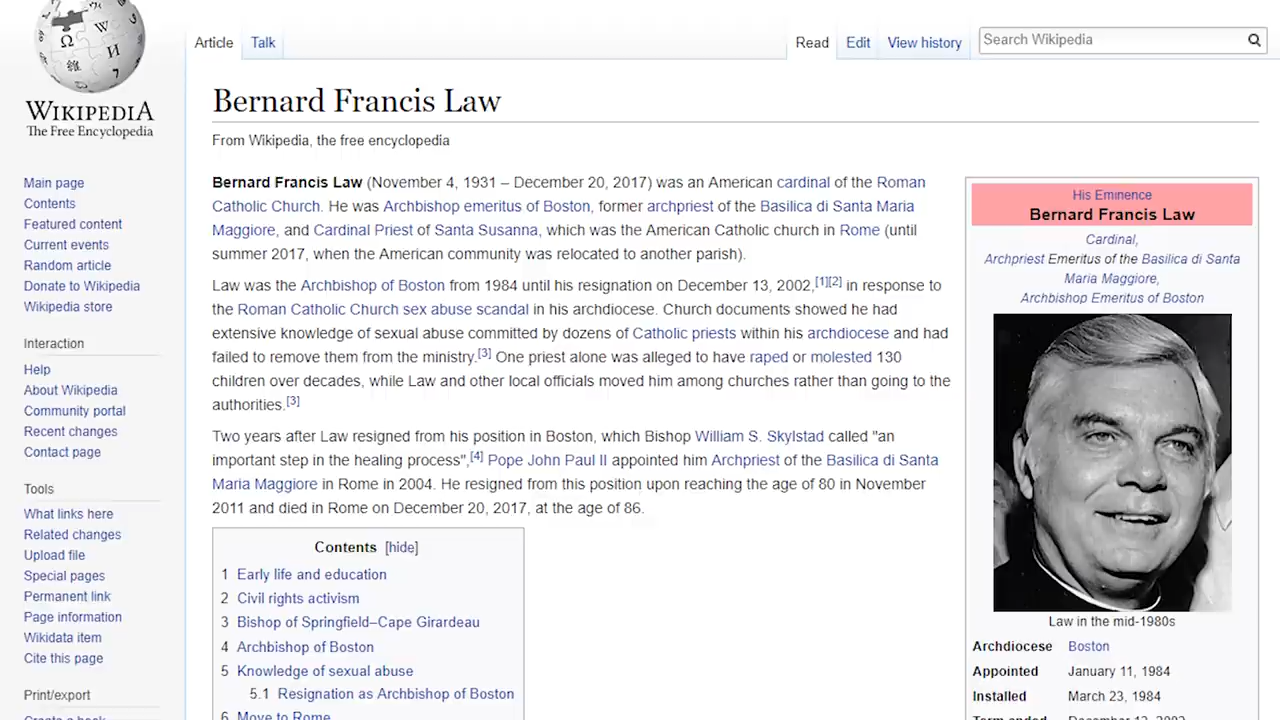 WIKIPEDIA
The Free Encyclopedia
Main page
Contents
Featured content
Current events
Random article
Donate to Wikipedia
Wikipedia store
Interaction
Help
About Wikipedia
Community portal
Recent changes
Contact page
Tools
What links here
Related changes
Upload file
Special pages
Permanent link
Page information
Wikidata item
Cite this page
Print/export
Create a book
Article Talk
Read Edit View history
Search Wikipedia
Bernard Francis Law
From Wikipedia, the free encyclopedia
Bernard Francis Law (November 4, 1931 – December 20, 2017) was an American cardinal of the Roman
Catholic Church. He was Archbishop emeritus of Boston, former archpriest of the Basilica di Santa Maria
Maggiore, and Cardinal Priest of Santa Susanna, which was the American Catholic church in Rome (until
summer 2017, when the American community was relocated to another parish).
Law was the Archbishop of Boston from 1984 until his resignation on December 13, 2002,[1][2] in response to
the Roman Catholic Church sex abuse scandal in his archdiocese. Church documents showed he had
extensive knowledge of sexual abuse committed by dozens of Catholic priests within his archdiocese and had
failed to remove them from the ministry.[3] One priest alone was alleged to have raped or molested 130
children over decades, while Law and other local officials moved him among churches rather than going to the
authorities.[3]
Two years after Law resigned from his position in Boston, which Bishop William S. Skylstad called "an
important step in the healing process",[4] Pope John Paul II appointed him Archpriest of the Basilica di Santa
Maria Maggiore in Rome in 2004. He resigned from this position upon reaching the age of 80 in November
2011 and died in Rome on December 20, 2017, at the age of 86.
Contents [hide]
1 Early life and education
2 Civil rights activism
3 Bishop of Springfield–Cape Girardeau
4 Archbishop of Boston
5 Knowledge of sexual abuse
5.1 Resignation as Archbishop of Boston
6 Move to Rome
His Eminence
Bernard Francis Law
Cardinal,
Archpriest Emeritus of the Basilica di Santa
Maria Maggiore,
Archbishop Emeritus of Boston
Law in the mid-1980s
Archdiocese Boston
Appointed January 11, 1984
Installed March 23, 1984
Term ended December 13, 2002